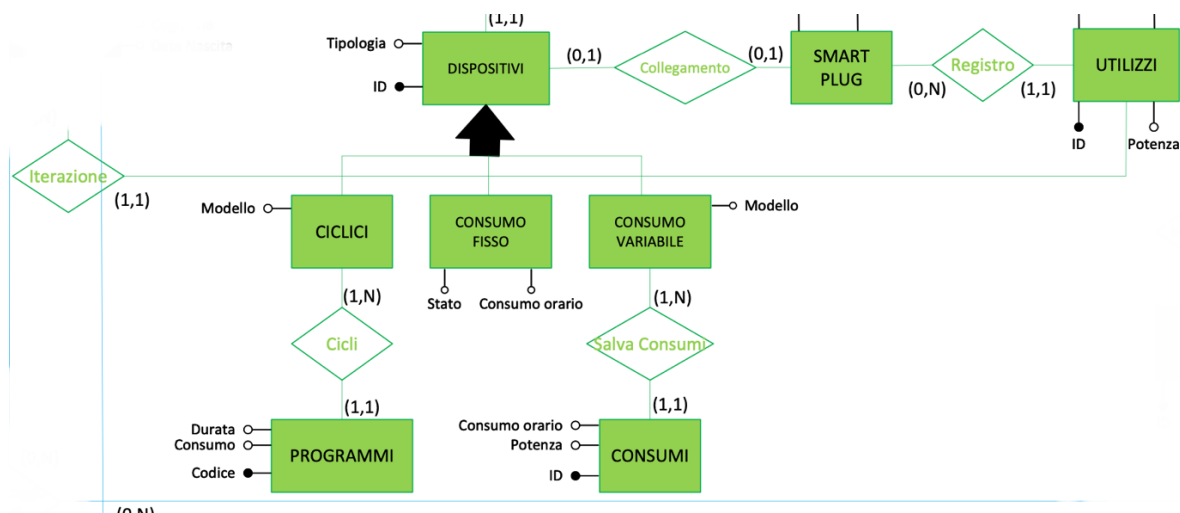 (1,1)
Tipologia
ID
DISPOSITIVI
(0,1)
Collegamento
(0,1)
SMART
PLUG
(0,N)
Registro
(1,1)
UTILIZZI
ID
Potenza
Iterazione
(1,1)
Modello
CICLICI
CONSUMO
FISSO
CONSUMO
VARIABILE
Modello
Stato
Consumo orario
(1,N)
(1,N)
Cicli
Salva Consumi
(1,1)
(1,1)
Durata
Consumo
Codice
PROGRAMMI
Consumo orario
Potenza
ID
CONSUMI
(0,N)